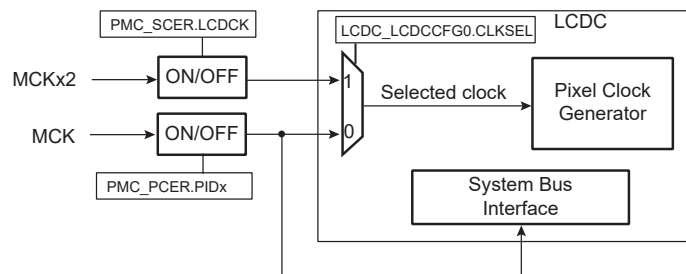 PMC_SCER.LCDCK
LCDC_LCDCCFG0.CLKSEL
LCDC
MCKx2
ON/OFF
1
Selected clock
Pixel Clock
Generator
MCK
ON/OFF
0
PMC_PCER.PIDx
System Bus
Interface